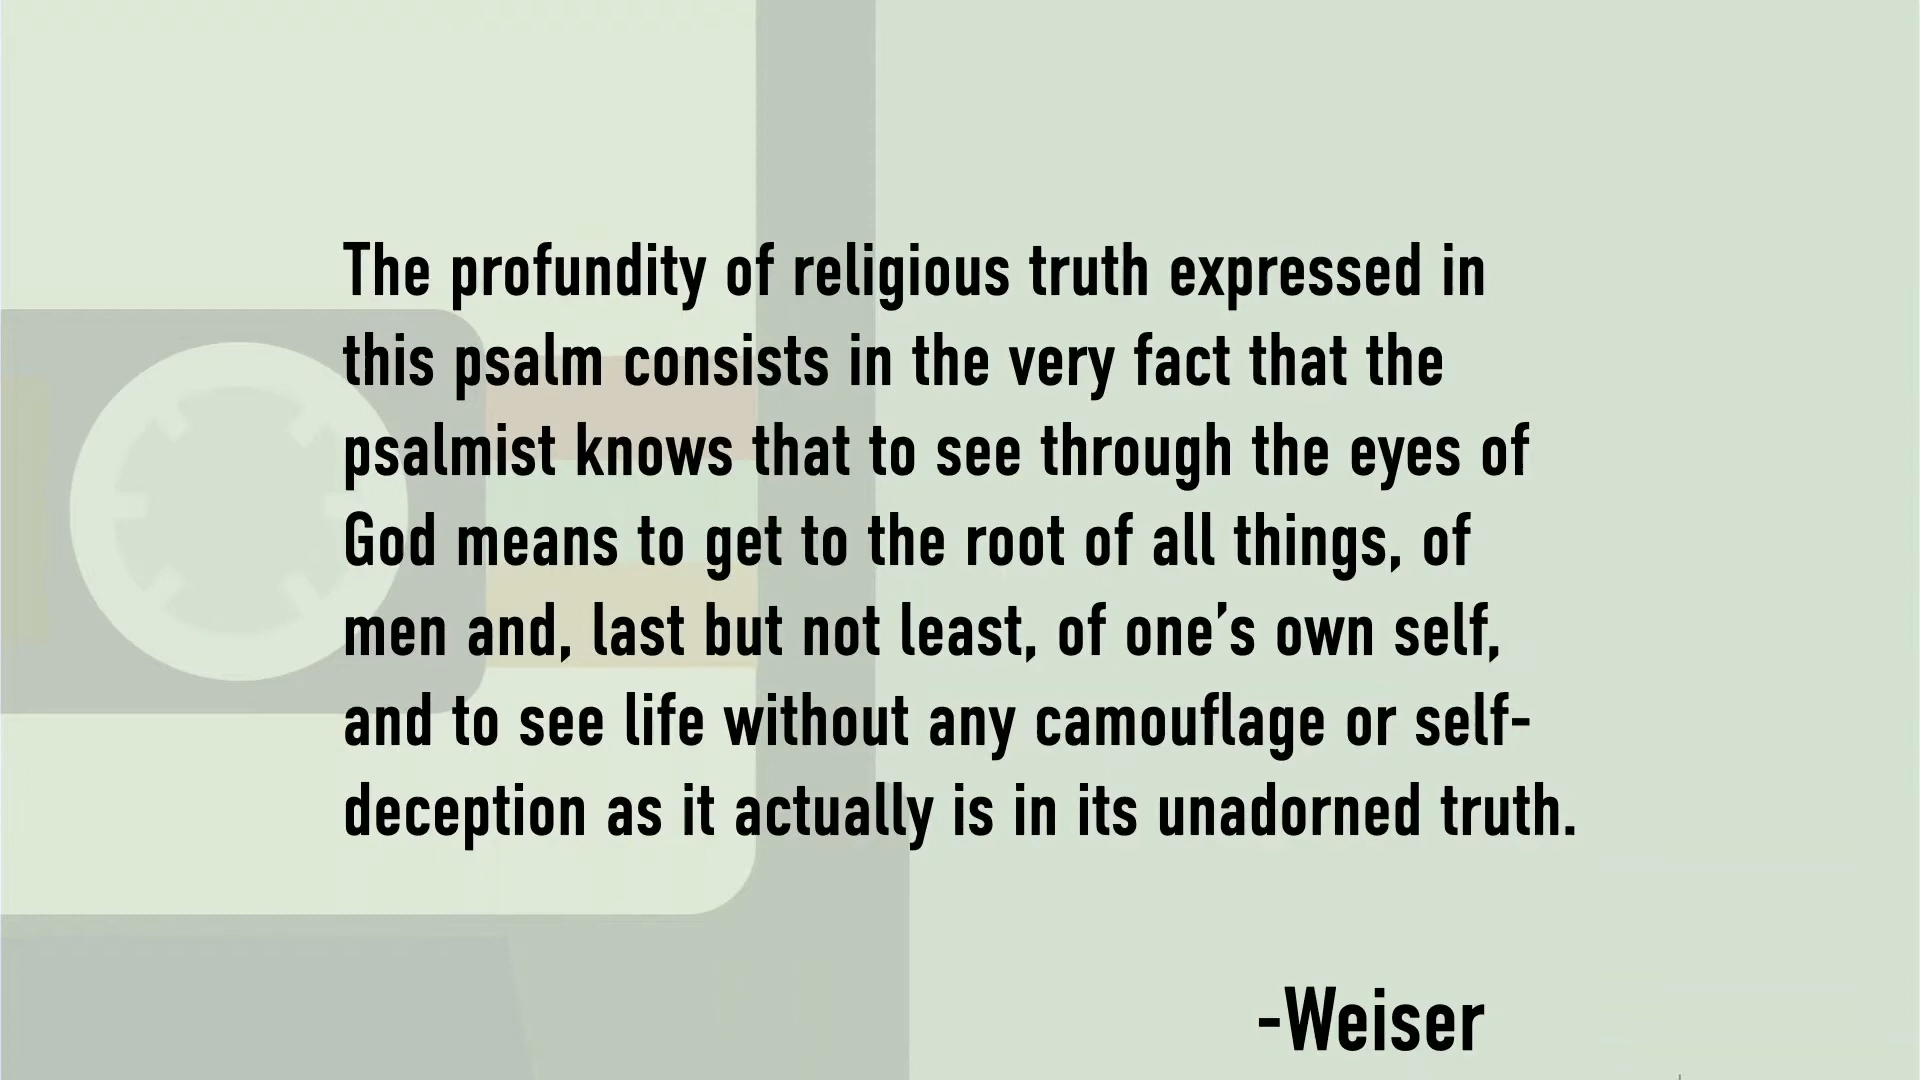 The profundity of religious truth expressed in
this psalm consists in the very fact that the
psalmist knows that to see through the eyes of
God means to get to the root of all things, of
men and, last but not least, of one’s own self,
and to see life without any camouflage or self-
deception as it actually is in its unadorned truth.
-Weiser